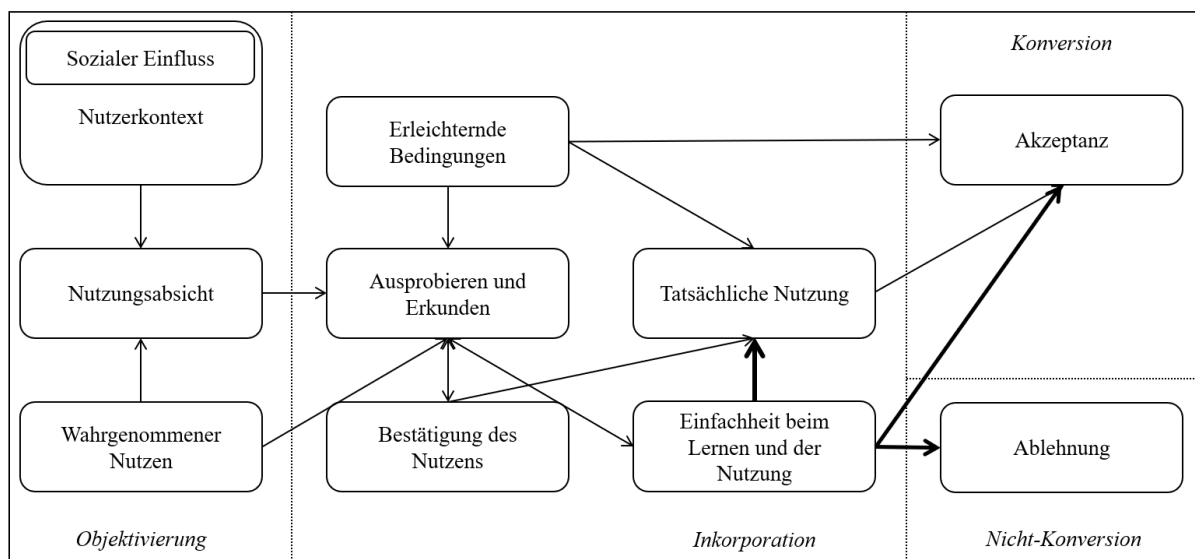 Sozialer Einfluss
Nutzerkontext
Nutzungsabsicht
Wahrgenommener
Nutzen
Objektivierung
Erleichternde
Bedingungen
Ausprobieren und
Erkunden
Bestätigung des
Nutzens
Tatsächliche Nutzung
Einfachheit beim
Lernen und der
Nutzung
Inkorporation
Konversion
Akzeptanz
Ablehnung
Nicht-Konversion